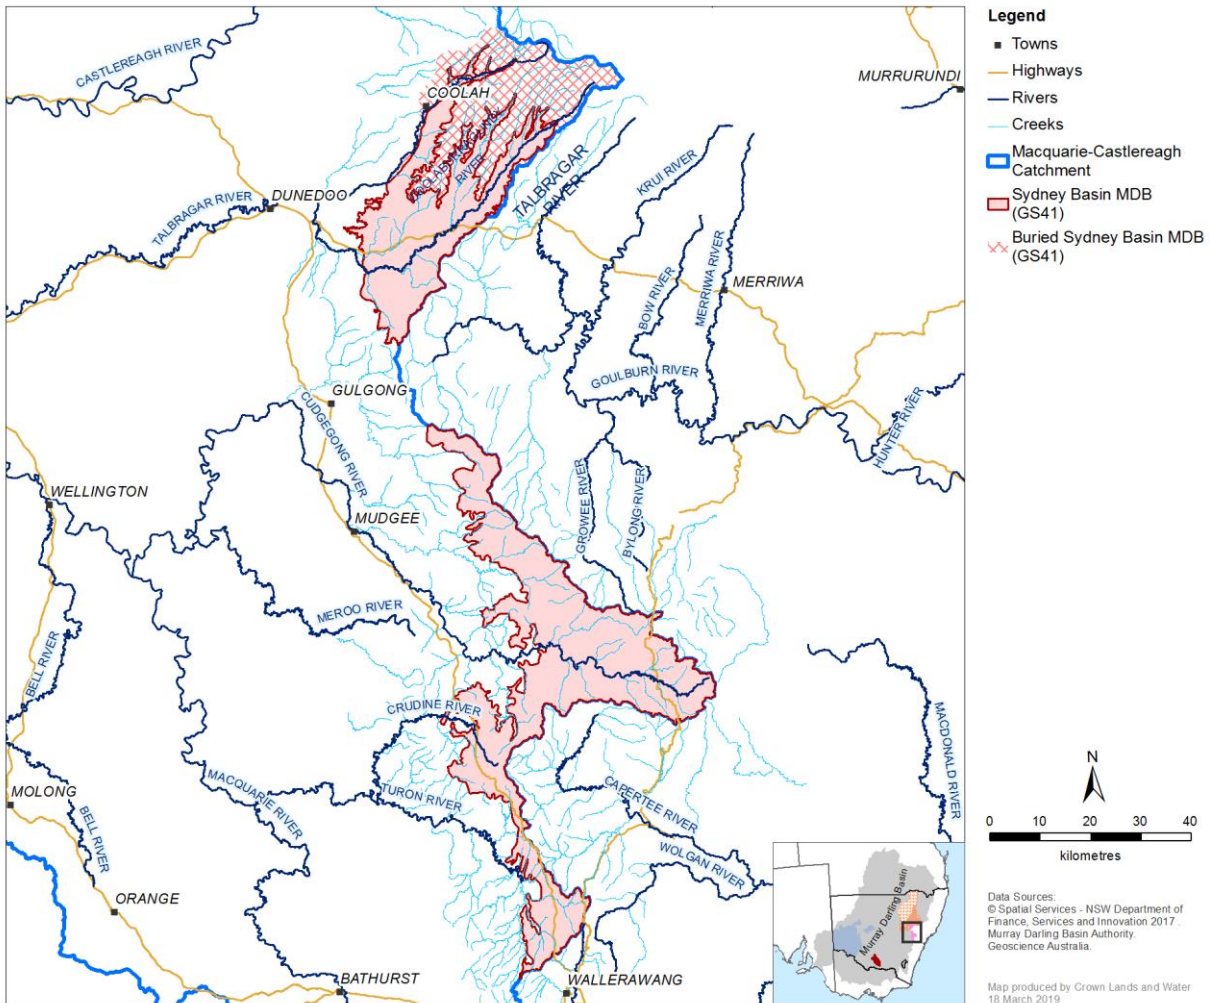 CASTLEREAGH RIVER
COOLAH
MURRURUNDI
RIVER
TALBRAGAR
RIVER
KRUI RIVER
DUNEDOO
TALBRAGAR RIVER
BOW RIVER
MERRIWA RIVER
MERRIWA
GOULBURN RIVER
GULGONG
CUDGEGONG RIVER
HUNTER RIVER
WELLINGTON
GROWEE RIVER
BYLONG RIVER
MUDGEE
MEROO RIVER
BELL RIVER
CRUDINE RIVER
MACDONALD RIVER
MACQUARIE RIVER
TURON RIVER
CAPERTEE RIVER
MOLONG
BELL RIVER
WOLGAN RIVER
ORANGE
BATHURST
WALLERAWANG
Murray Darling Basin
Legend
Towns
Highways
Rivers
Creeks
Macquarie-Castlereagh
Catchment
Sydney Basin MDB
(GS41)
Buried Sydney Basin MDB
(GS41)
N
0 10 20 30 40
kilometres
Data Sources:
© Spatial Services - NSW Department of
Finance, Services and Innovation 2017 .
Murray Darling Basin Authority.
Geoscience Australia.
Map produced by Crown Lands and Water
18 March 2019